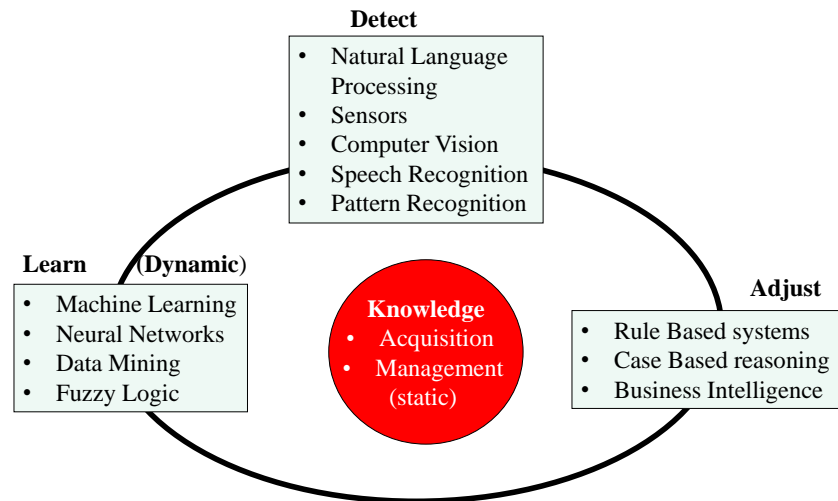 Detect
• Natural Language
Processing
• Sensors
• Computer Vision
• Speech Recognition
• Pattern Recognition
Learn (Dynamic)
• Machine Learning
• Neural Networks
• Data Mining
• Fuzzy Logic
Knowledge
• Acquisition
• Management
(static)
Adjust
• Rule Based systems
• Case Based reasoning
• Business Intelligence